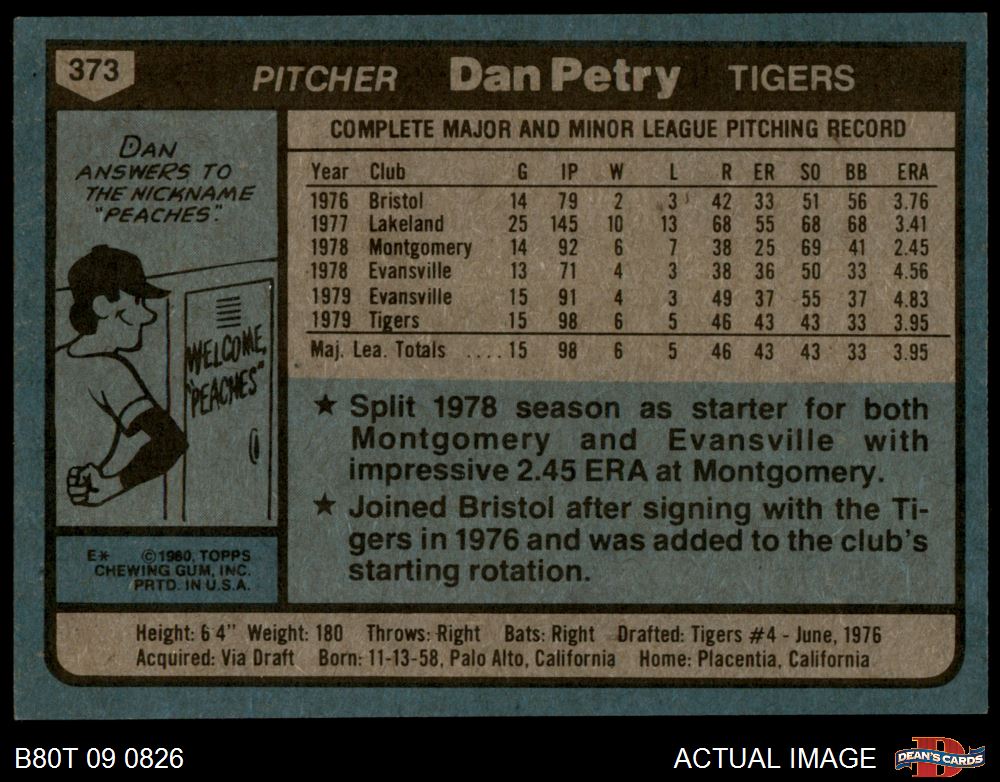 373 PITCHER Dan Petry TIGERS
DAN
ANSWERS TO
THE NICKNAME
"PEACHES."
WELCOME,
"PEACHES"
E* ©1980, TOPPS
CHEWING GUM, INC.
PRTD. IN U.S.A.
COMPLETE MAJOR AND MINOR LEAGUE PITCHING RECORD
Year Club G IP W L R ER SO BB ERA
1976 Bristol 14 79 2 3 42 33 51 56 3.76
1977 Lakeland 25 145 10 13 68 55 68 68 3.41
1978 Montgomery 14 92 6 7 38 25 69 41 2.45
1978 Evansville 13 71 4 3 38 36 50 33 4.56
1979 Evansville 15 91 4 3 49 37 55 37 4.83
1979 Tigers 15 98 6 5 46 43 43 33 3.95
Maj. Lea. Totals ....15 98 6 5 46 43 43 33 3.95
★ Split 1978 season as starter for both
Montgomery and Evansville with
impressive 2.45 ERA at Montgomery.
★ Joined Bristol after signing with the Ti-
gers in 1976 and was added to the club's
starting rotation.
Height: 6 4" Weight: 180 Throws: Right Bats: Right Drafted: Tigers #4 - June, 1976
Acquired: Via Draft Born: 11-13-58, Palo Alto, California Home: Placentia, California
B80T 09 0826 ACTUAL IMAGE D DEAN'S CARDS